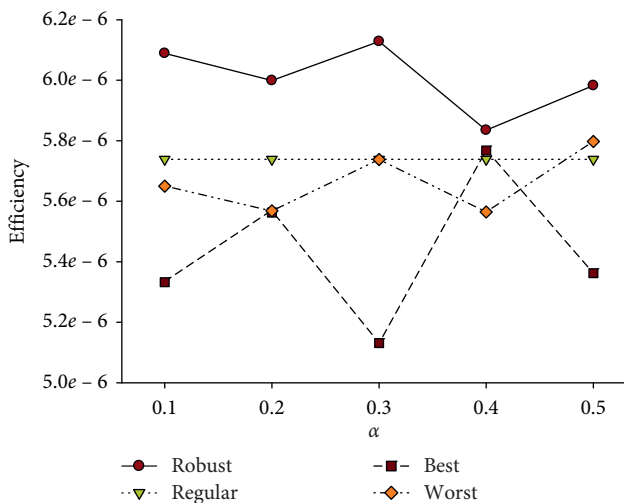 6.2e – 6
6.0e – 6
5.8e – 6
5.6e – 6
5.4e – 6
5.2e – 6
5.0e – 6
Efficiency
0.1 0.2 0.3 0.4 0.5
α
Robust Best
Regular Worst